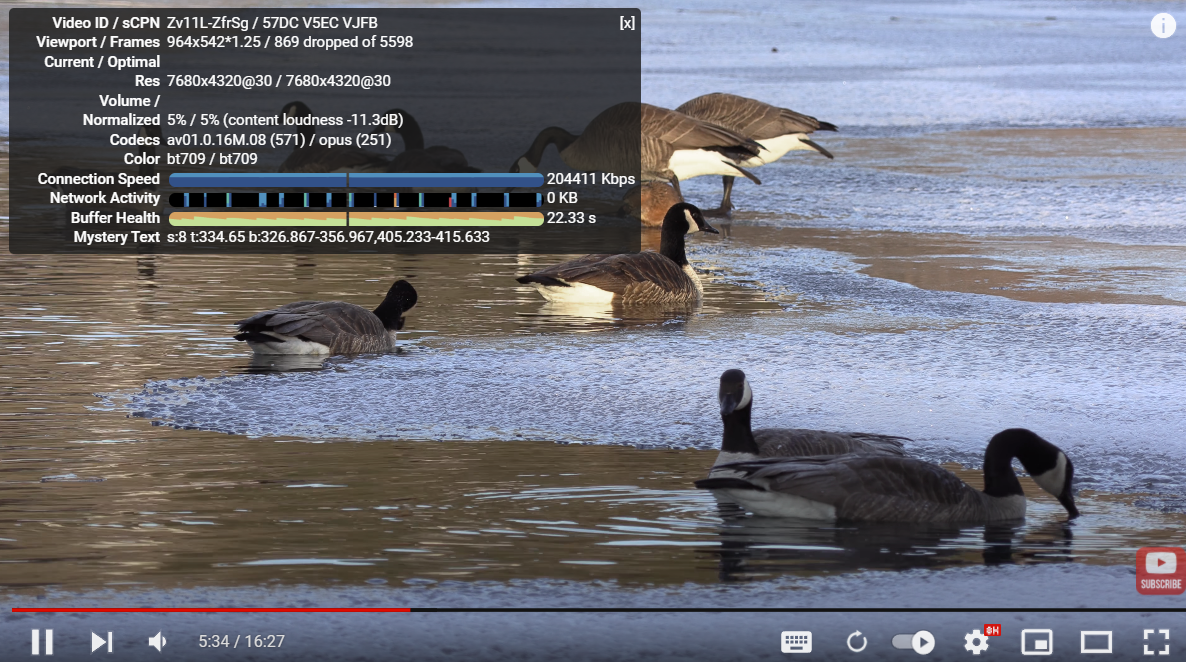 Video ID / sCPN Zv11L-ZfrSg / 57DC V5EC VJFB [x]
Viewport / Frames 964x542*1.25 / 869 dropped of 5598
Current / Optimal
Res 7680x4320@30 / 7680x4320@30
Volume /
Normalized 5% / 5% (content loudness -11.3dB)
Codecs av01.0.16M.08 (571) / opus (251)
Color bt709 / bt709
Connection Speed 204411 Kbps
Network Activity 0 KB
Buffer Health 22.33 s
Mystery Text s:8 t:334.65 b:326.867-356.967,405.233-415.633
SUBSCRIBE
5:34 / 16:27